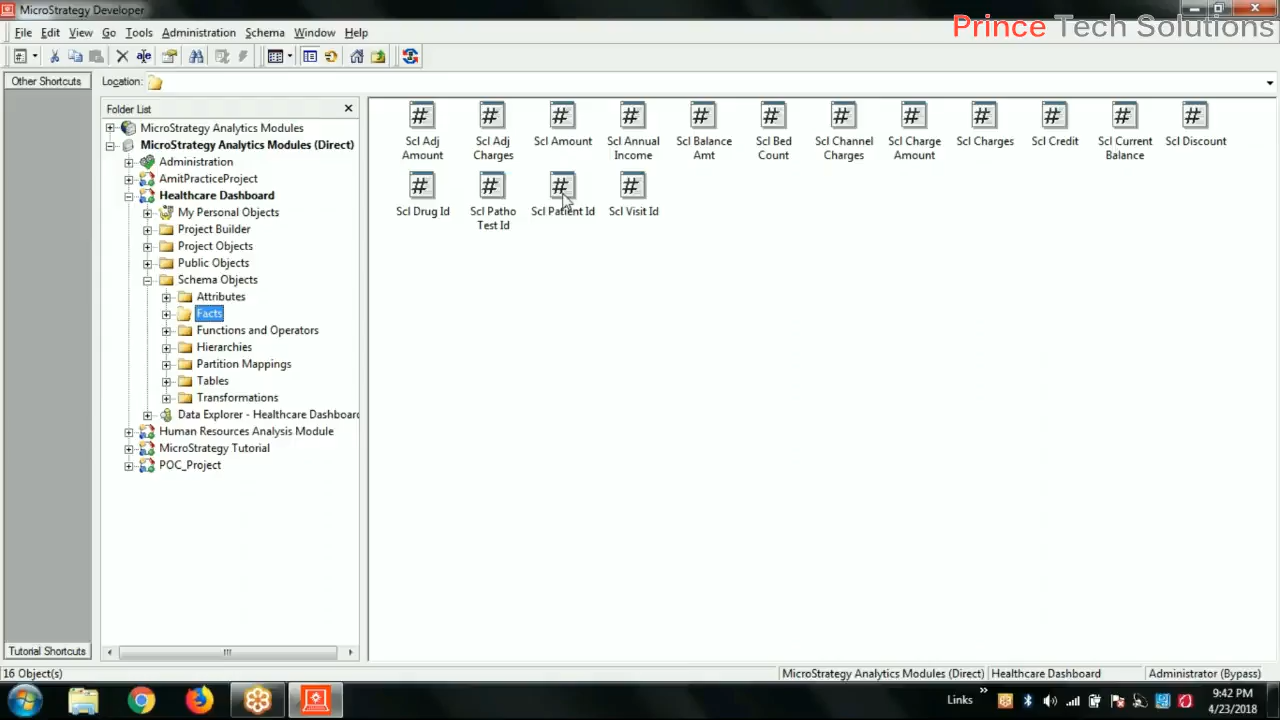 MicroStrategy Developer
Prince Tech Solutions
File Edit View Go Tools Administration Schema Window Help
Other Shortcuts
Location:
Folder List
MicroStrategy Analytics Modules
MicroStrategy Analytics Modules (Direct)
Administration
AmitPracticeProject
Healthcare Dashboard
My Personal Objects
Project Builder
Project Objects
Public Objects
Schema Objects
Attributes
Facts
Functions and Operators
Hierarchies
Partition Mappings
Tables
Transformations
Data Explorer - Healthcare Dashboard
Human Resources Analysis Module
MicroStrategy Tutorial
POC_Project
Scl Adj
Amount
Scl Adj
Charges
Scl Amount
Scl Annual
Income
Scl Balance
Amt
Scl Bed
Count
Scl Channel
Charges
Scl Charge
Amount
Scl Charges
Scl Credit
Scl Current
Balance
Scl Discount
Scl Drug Id
Scl Patho
Test Id
Scl Patient Id
Scl Visit Id
Tutorial Shortcuts
16 Object(s)
MicroStrategy Analytics Modules (Direct)
Healthcare Dashboard
Administrator (Bypass)
Links
9:42 PM
4/23/2018